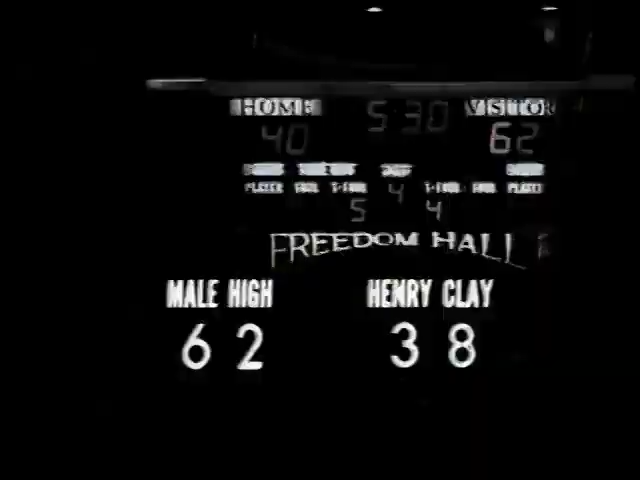 HOME 5:30 VISITOR
40 62
PLAYER FOUL T-FOUL 4 T-FOUL FOUL PLAYER
5 4
FREEDOM HALL
MALE HIGH HENRY CLAY
62 38